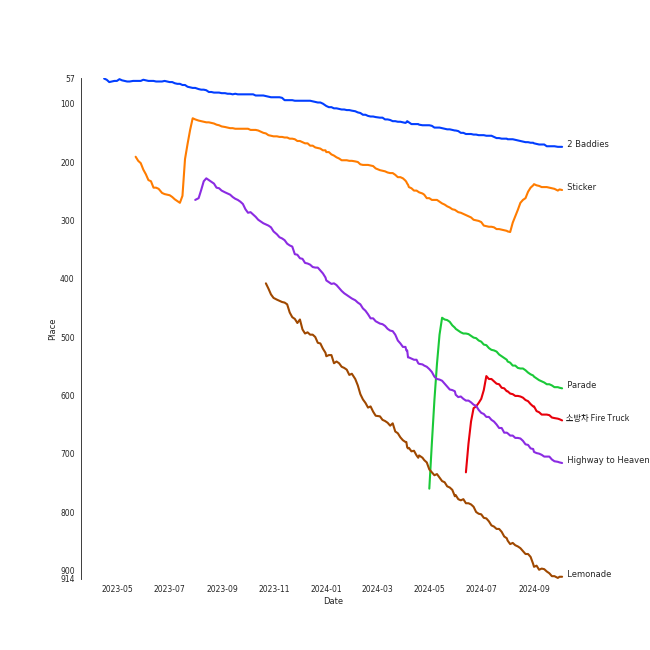 57
100
200
300
400
500
600
700
800
900
914
Place
2023-05
2023-07
2023-09
2023-11
2024-01
2024-03
2024-05
2024-07
2024-09
Date
2 Baddies
Sticker
Parade
소방차 Fire Truck
Highway to Heaven
Lemonade